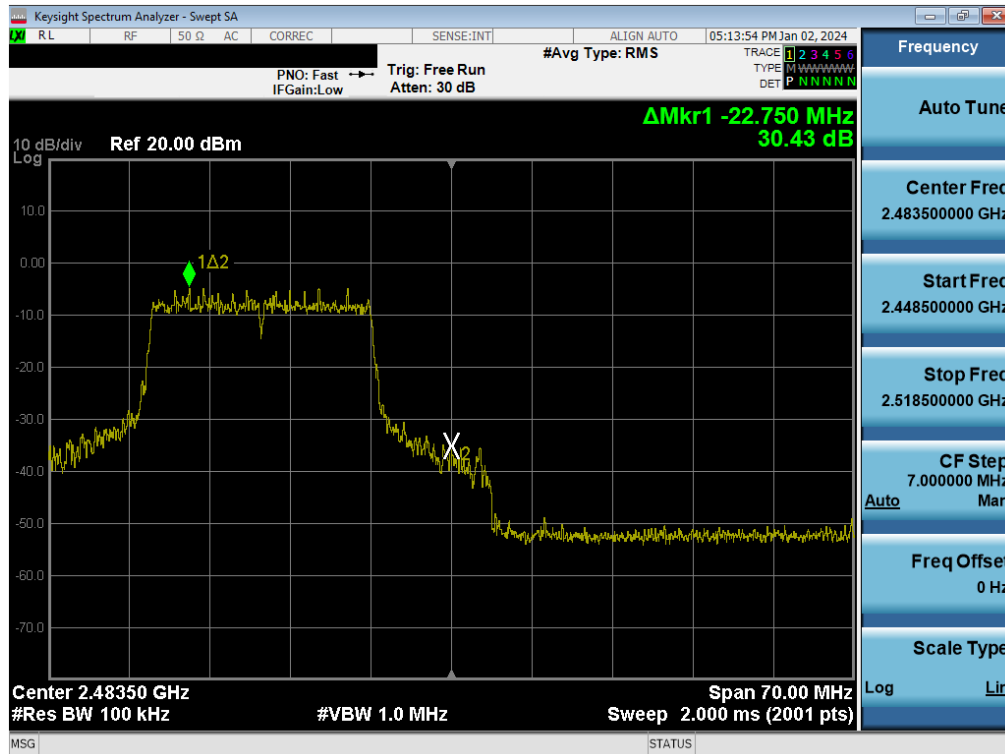 Keysight Spectrum Analyzer - Swept SA
LXI RL RF 50 Ω AC CORREC SENSE:INT ALIGN AUTO 05:13:54 PM Jan 02, 2024
Frequency
PNO: Fast
IFGain:Low
Trig: Free Run
Atten: 30 dB
#Avg Type: RMS
TRACE 1 2 3 4 5 6
TYPE M W W W W W
DET P N N N N N
ΔMkr1 -22.750 MHz
30.43 dB
10 dB/div
Log
Ref 20.00 dBm
10.0
0.00
-10.0
-20.0
-30.0
-40.0
-50.0
-60.0
-70.0
1Δ2
X2
Center 2.48350 GHz
#Res BW 100 kHz
#VBW 1.0 MHz
Span 70.00 MHz
Sweep 2.000 ms (2001 pts)
Auto Tune
Center Freq
2.483500000 GHz
Start Freq
2.448500000 GHz
Stop Freq
2.518500000 GHz
CF Step
7.000000 MHz
Auto Man
Freq Offset
0 Hz
Scale Type
Log Lin
MSG
STATUS